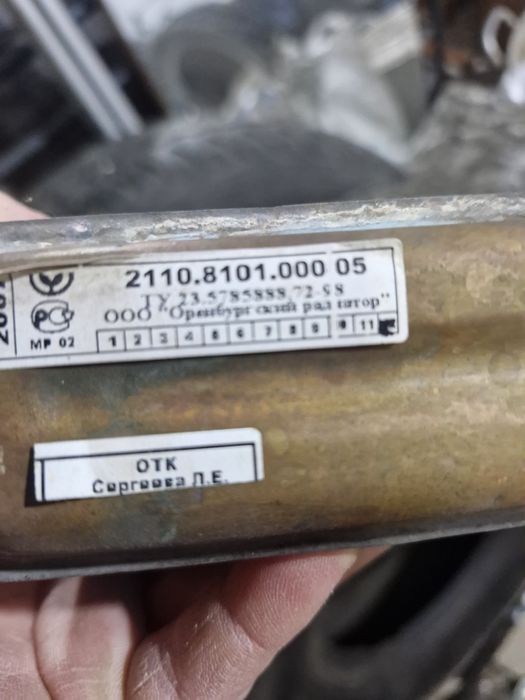 2007
2110.8101.000 05
ТУ 23.5785888.72-98
ООО "Оренбургский радиатор"
МР 02
1 2 3 4 5 6 7 8 9 11
ОТК
Сергеева Л.Е.